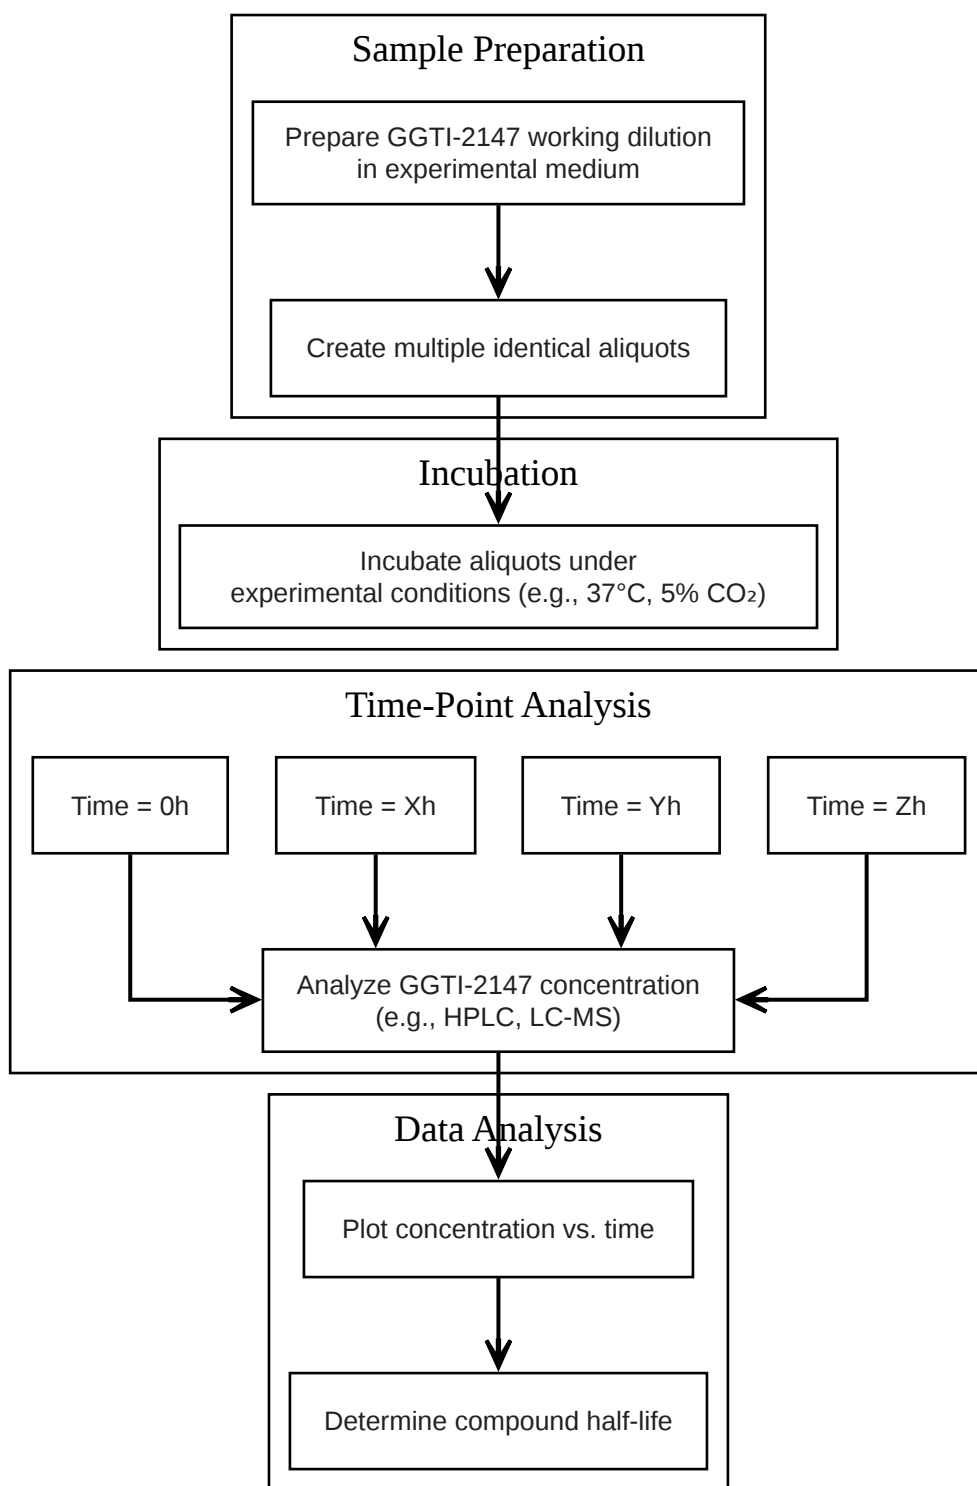 Sample Preparation
Prepare GGTI-2147 working dilution
in experimental medium
Create multiple identical aliquots
Incubation
Incubate aliquots under
experimental conditions (e.g., 37°C, 5% CO₂)
Time-Point Analysis
Time = 0h
Time = Xh
Time = Yh
Time = Zh
Analyze GGTI-2147 concentration
(e.g., HPLC, LC-MS)
Data Analysis
Plot concentration vs. time
Determine compound half-life